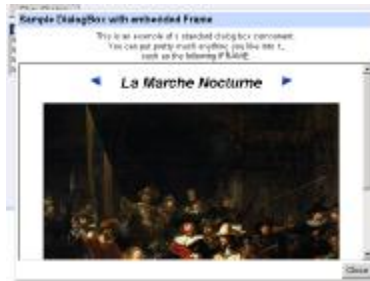 Sample DialogBox with embedded Frame
This is an example of a standard dialog box component.
You can put pretty much anything you like into it,
such as the following IFRAME:
La Marche Nocturne
Close